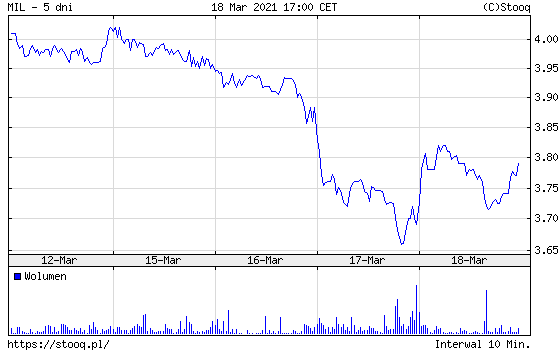 MIL - 5 dni 18 Mar 2021 17:00 CET (C)Stooq
4.00
3.95
3.90
3.85
3.80
3.75
3.70
3.65
12-Mar 15-Mar 16-Mar 17-Mar 18-Mar
Wolumen
https://stooq.pl/ Interwal 10 Min.